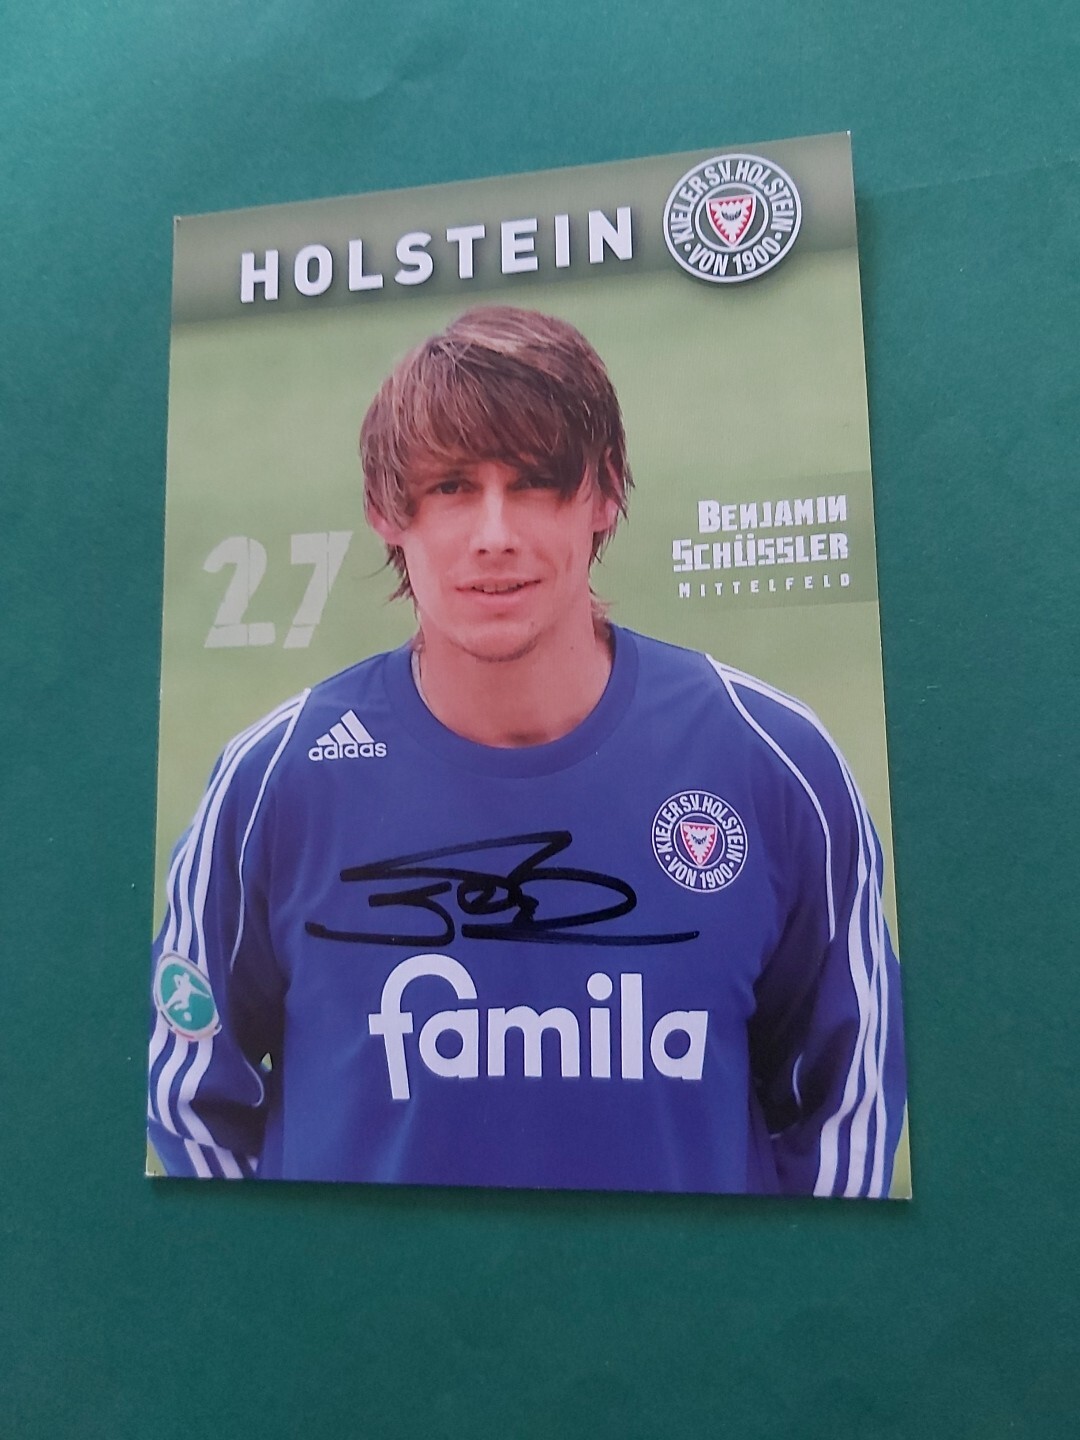 HOLSTEIN
KIELER S.V. HOLSTEIN
VON 1900
27
BENJAMIN
SCHÜSSLER
MITTELFELD
adidas
KIELER S.V. HOLSTEIN
VON 1900
famila